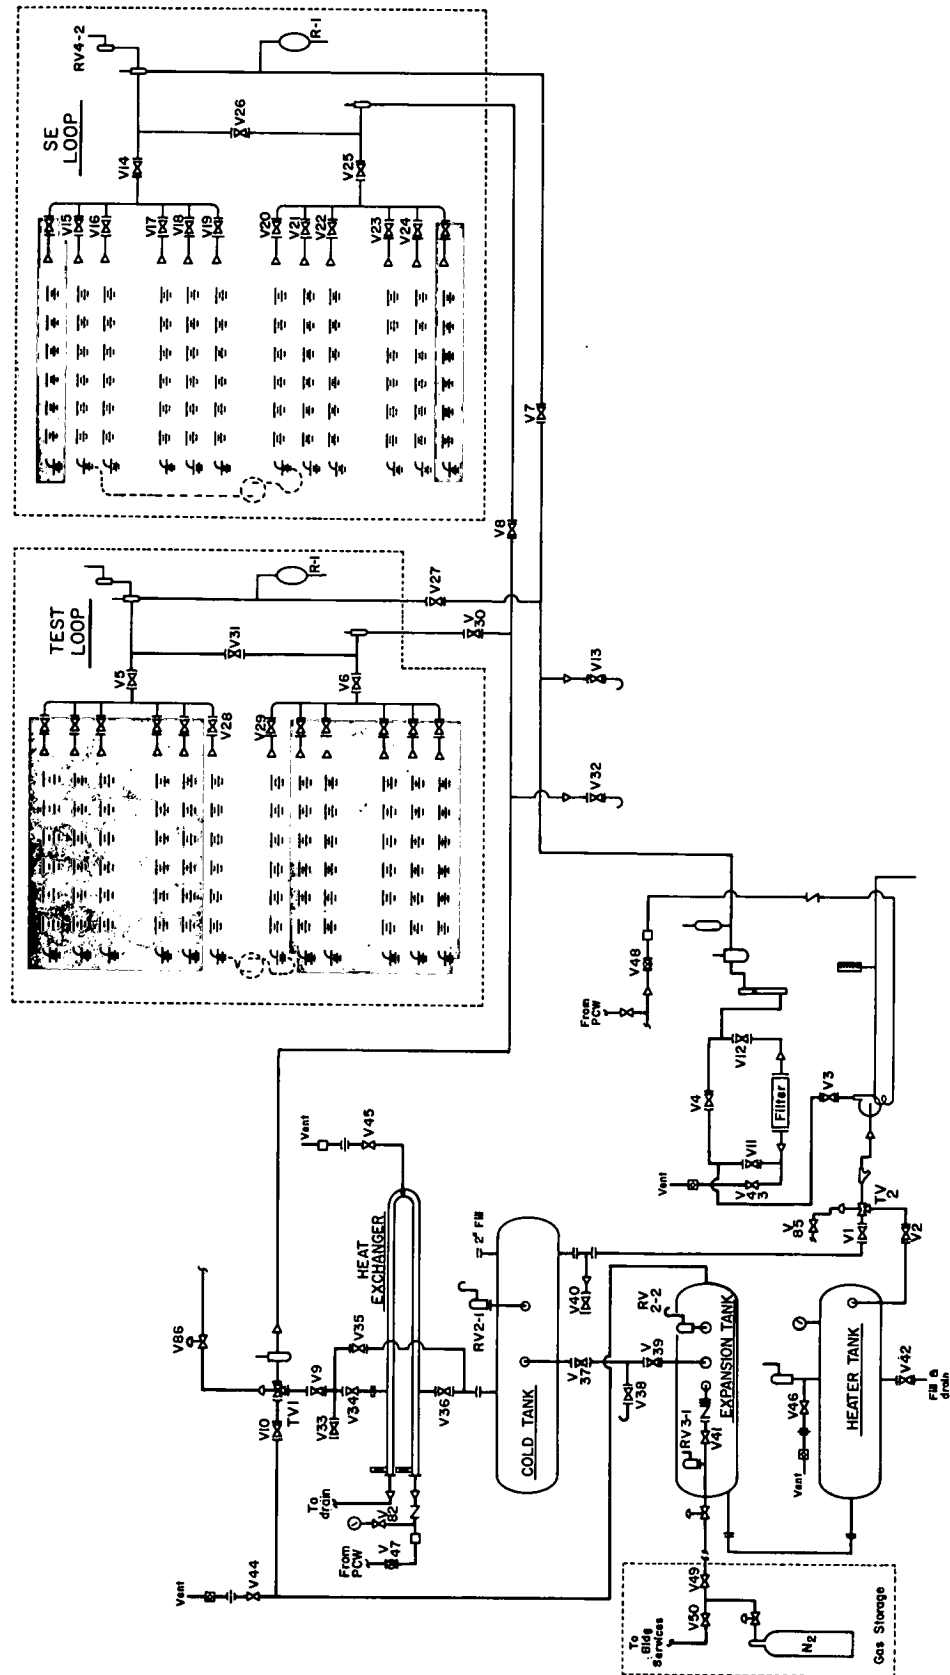 RV4-2
R-1
SE
LOOP
V26
V14
V25
V15
V16
V17
V18
V19
V20
V21
V22
V23
V24
V7
V8
TEST
LOOP
R-1
V27
V
30
V31
V5
V6
V28
V29
V13
V32
V48
From
PCW
V12
V4
V11
Filter
V3
Vent
V
4
3
V
85
V1
TV
2
V2
Vent
V45
HEAT
EXCHANGER
2" Fill
RV2-1
V40
V86
V35
V9
V34
V33
V36
TV1
V10
COLD TANK
V
37
V
39
V38
RV
2-2
EXPANSION TANK
RV3-1
V41
HEATER TANK
V46
Vent
V42
Fill &
drain
To
drain
V
82
From
PCW
V
47
Vent
V44
V49
V50
To
Bldg
Services
N2
Gas Storage